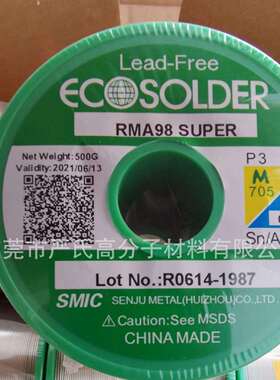 Lead-Free
ECOSOLDER
RMA98 SUPER
Net Weight:500G
Validity:2021/06/13
P3
M
705
Sn/A
莞市严氏高分子材料有限
Lot No.:R0614-1987
SMIC SENJU METAL(HUIZHOU)CO.,LTD
⚠Caution:See MSDS
CHINA MADE